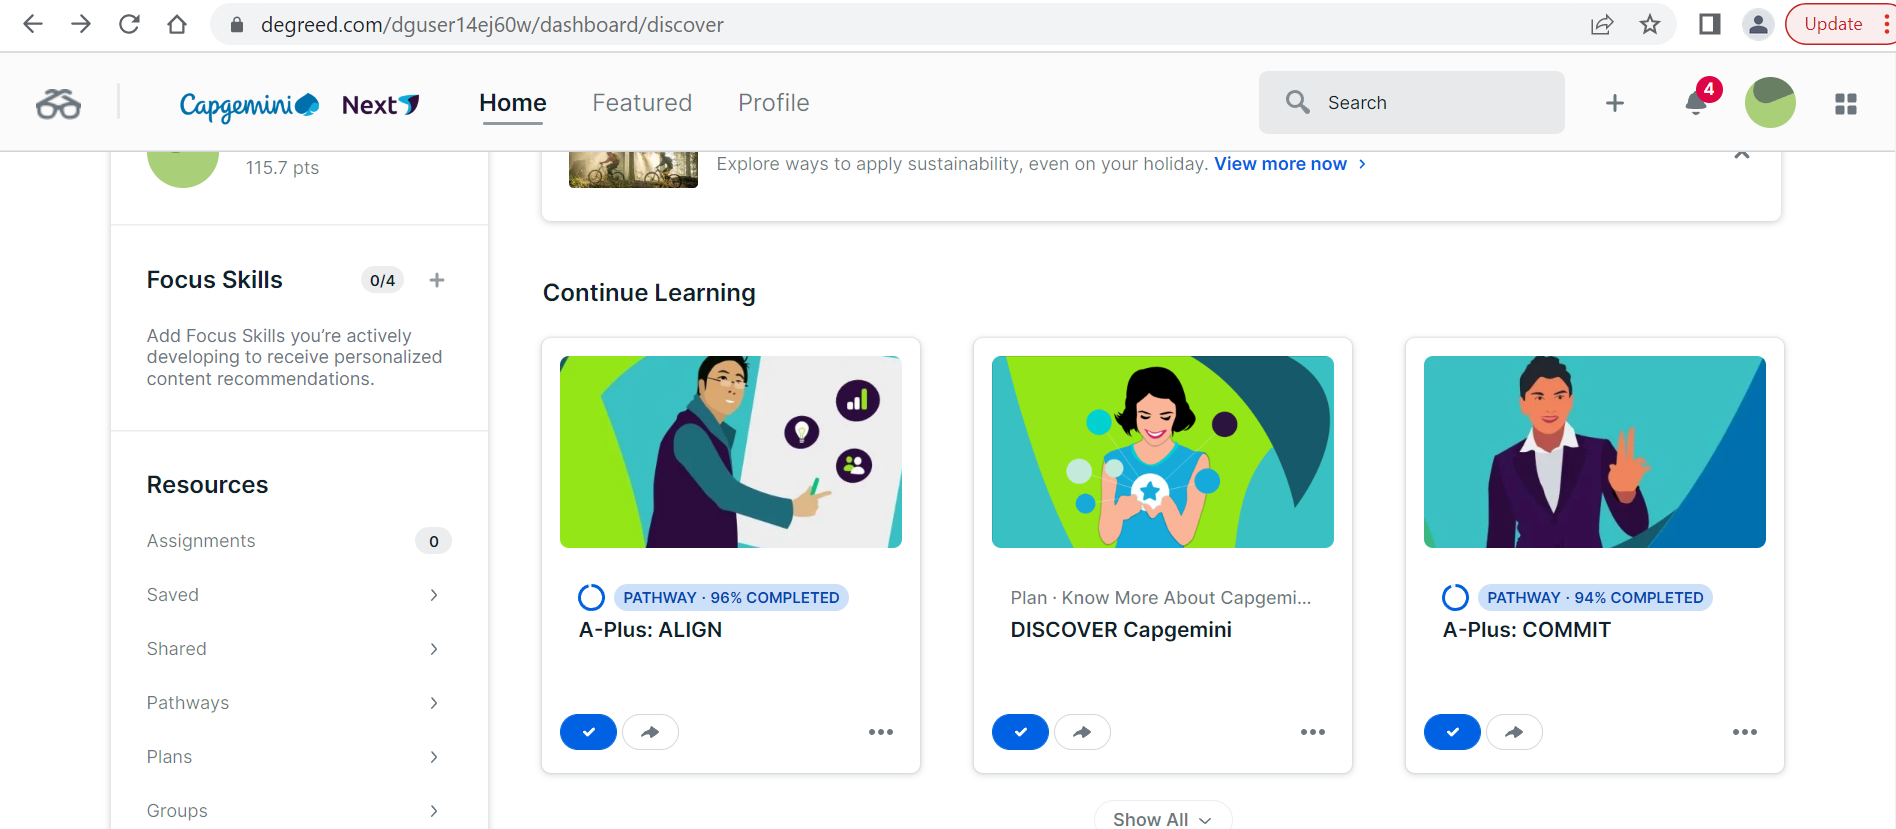 degreed.com/dguser14ej60w/dashboard/discover
Update
Capgemini
Next
Home
Featured
Profile
Search
4
115.7 pts
Explore ways to apply sustainability, even on your holiday. View more now
Focus Skills
0/4
Add Focus Skills you’re actively
developing to receive personalized
content recommendations.
Resources
Assignments
0
Saved
Shared
Pathways
Plans
Groups
Continue Learning
PATHWAY · 96% COMPLETED
A-Plus: ALIGN
Plan · Know More About Capgemi...
DISCOVER Capgemini
PATHWAY · 94% COMPLETED
A-Plus: COMMIT
Show All